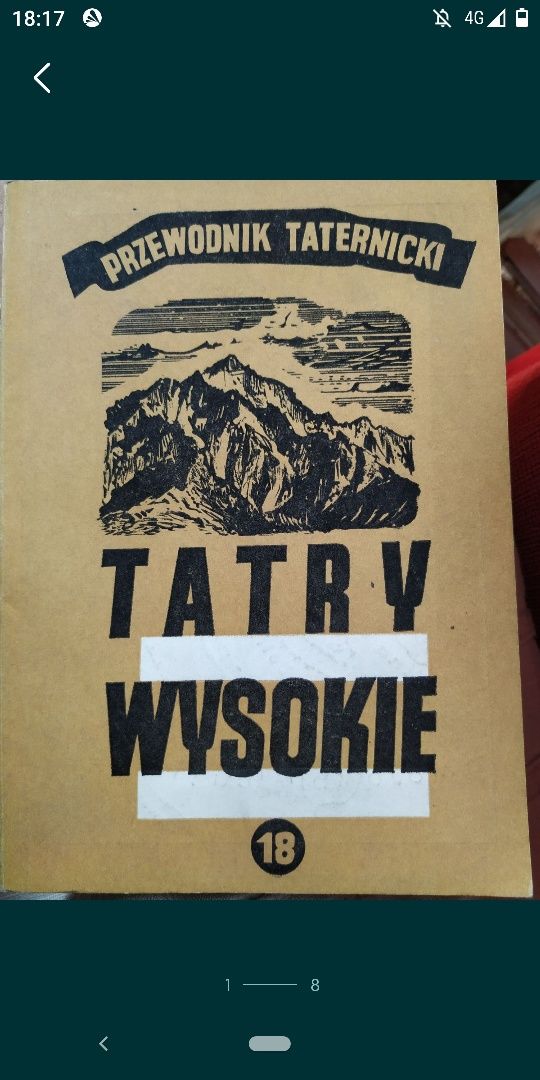 18:17
4G
PRZEWODNIK TATERNICKI
TATRY
WYSOKIE
18
1
8